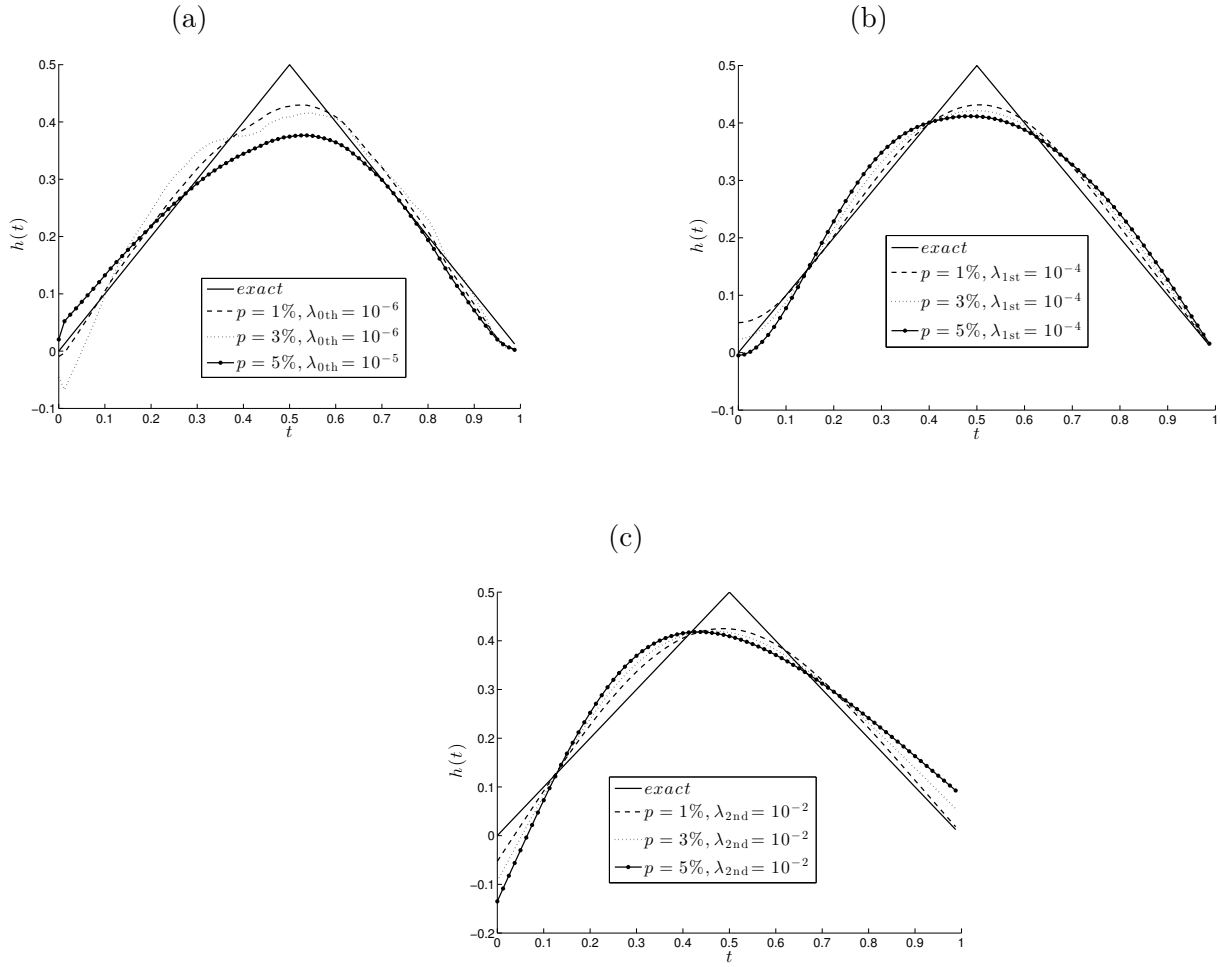 (a)
0.5
0.4
0.3
0.2
0.1
0
−0.1
h(t)
exact
p = 1%, λ0th = 10−6
p = 3%, λ0th = 10−6
p = 5%, λ0th = 10−5
0 0.1 0.2 0.3 0.4 0.5 0.6 0.7 0.8 0.9 1
t
(b)
0.5
0.4
0.3
0.2
0.1
0
−0.1
h(t)
exact
p = 1%, λ1st = 10−4
p = 3%, λ1st = 10−4
p = 5%, λ1st = 10−4
0 0.1 0.2 0.3 0.4 0.5 0.6 0.7 0.8 0.9 1
t
(c)
0.5
0.4
0.3
0.2
0.1
0
−0.1
−0.2
h(t)
exact
p = 1%, λ2nd = 10−2
p = 3%, λ2nd = 10−2
p = 5%, λ2nd = 10−2
0 0.1 0.2 0.3 0.4 0.5 0.6 0.7 0.8 0.9 1
t